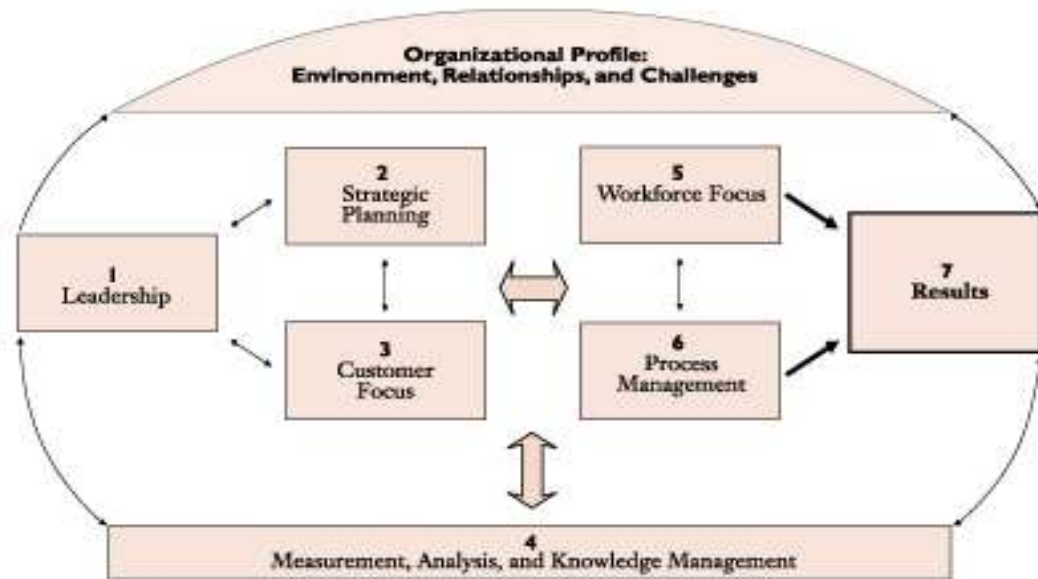 Organizational Profile:
Environment, Relationships, and Challenges
2
Strategic
Planning
5
Workforce Focus
1
Leadership
7
Results
3
Customer
Focus
6
Process
Management
4
Measurement, Analysis, and Knowledge Management